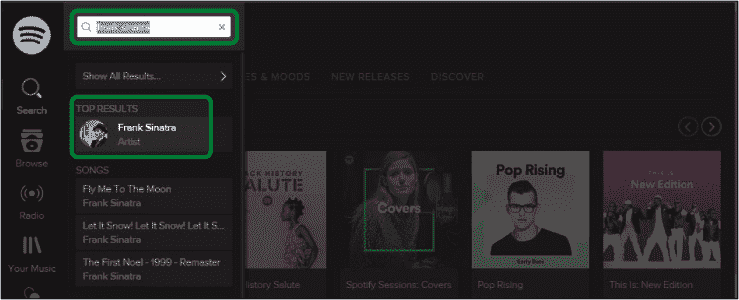 Show All Results...
TOP RESULTS
Frank Sinatra
Artist
SONGS
Fly Me To The Moon
Frank Sinatra
Let It Snow! Let It Snow! Let It S...
Frank Sinatra
The First Noel - 1999 - Remaster
Frank Sinatra
Search
Browse
Radio
Your Music
ES & MOODS NEW RELEASES DISCOVER
CK HISTORY
ALUTE
Covers
Pop Rising
THIS IS:
New Edition
History Salute
Spotify Sessions: Covers
Pop Rising
This Is: New Edition